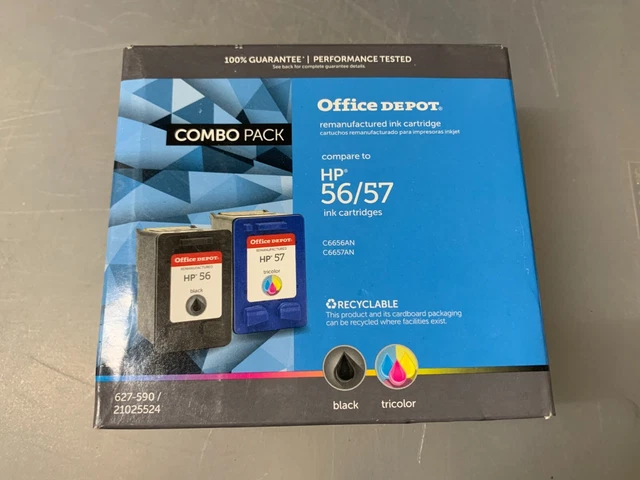 100% GUARANTEE† | PERFORMANCE TESTED
See back for complete guarantee details.
COMBO PACK
Office DEPOT®
remanufactured ink cartridge
cartuchos remanufacturado para impresoras inkjet
compare to
HP®
56/57
ink cartridges
C6656AN
C6657AN
Office DEPOT
REMANUFACTURED
HP 56
black
Office DEPOT
REMANUFACTURED
HP 57
tricolor
RECYCLABLE
This product and its cardboard packaging
can be recycled where facilities exist.
black
tricolor
627-590 /
21025524